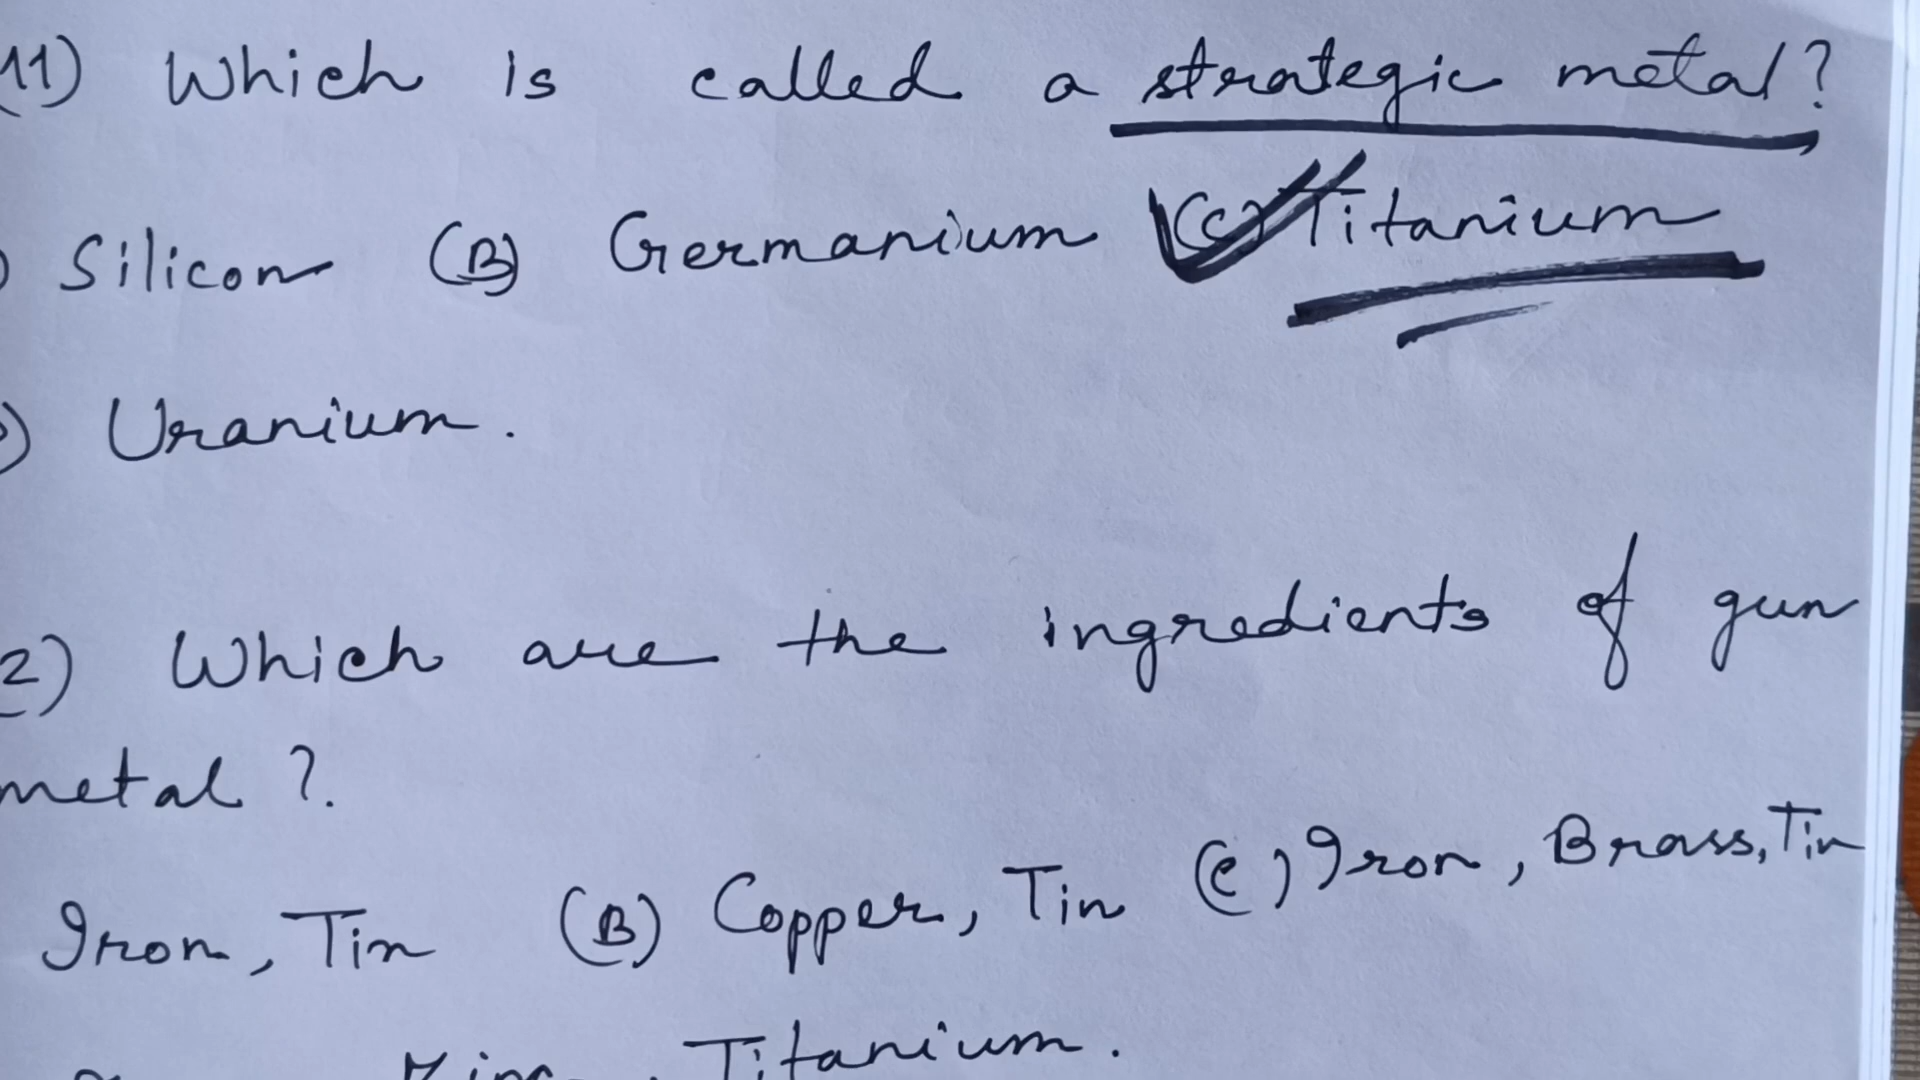 11) Which is called a strategic metal?
) Silicon (B) Germanium (C) Titanium
) Uranium.
2) Which are the ingredients of gun
metal ?
Iron, Tin (B) Copper, Tin (C) Iron, Brass, Tin
Zinc, Titanium.